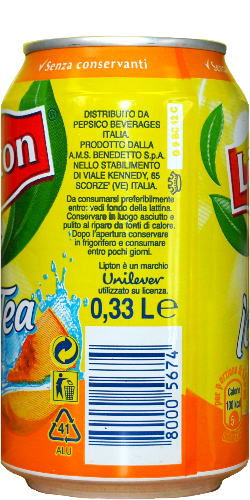 ✓Senza conservanti
DISTRIBUITO DA
PEPSICO BEVERAGES
ITALIA.
PRODOTTO DALLA
A.M.S. BENEDETTO S.p.A.
NELLO STABILIMENTO
DI VIALE KENNEDY, 65
SCORZE' (VE) ITALIA.
Da consumarsi preferibilmente
entro: vedi fondo della lattina.
Conservare in luogo asciutto e
pulito al riparo da fonti di calore.
Dopo l'apertura conservare
in frigorifero e consumare
entro pochi giorni.
Lipton è un marchio
Unilever
utilizzato su licenza.
0,33 L e
Tea
41
ALU
8000 5674
Calorie
100 kcal